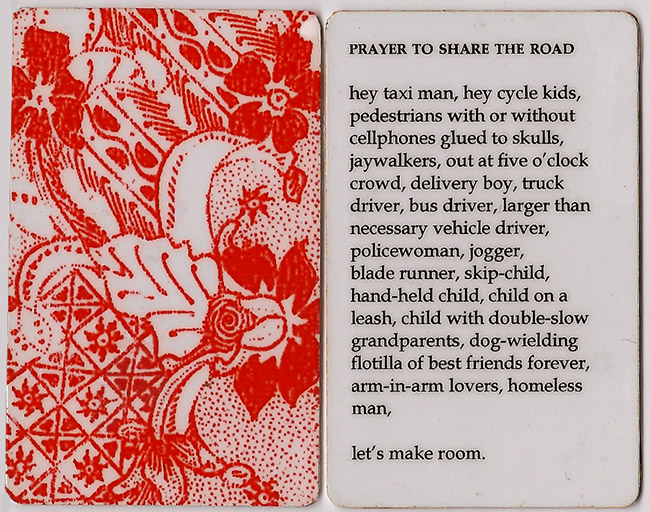 PRAYER TO SHARE THE ROAD
hey taxi man, hey cycle kids,
pedestrians with or without
cellphones glued to skulls,
jaywalkers, out at five o'clock
crowd, delivery boy, truck
driver, bus driver, larger than
necessary vehicle driver,
policewoman, jogger,
blade runner, skip-child,
hand-held child, child on a
leash, child with double-slow
grandparents, dog-wielding
flotilla of best friends forever,
arm-in-arm lovers, homeless
man,
let's make room.